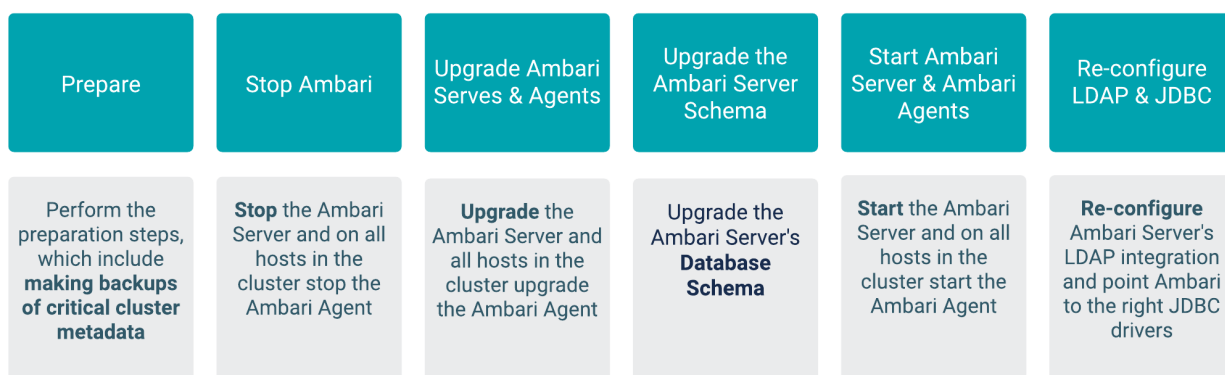 Prepare
Stop Ambari
Upgrade Ambari
Serves & Agents
Upgrade the
Ambari Server
Schema
Start Ambari
Server & Ambari
Agents
Re-configure
LDAP & JDBC
Perform the
preparation steps,
which include
making backups
of critical cluster
metadata
Stop the Ambari
Server and on all
hosts in the
cluster stop the
Ambari Agent
Upgrade the
Ambari Server and
all hosts in the
cluster upgrade
the Ambari Agent
Upgrade the
Ambari Server's
Database
Schema
Start the Ambari
Server and on all
hosts in the
cluster start the
Ambari Agent
Re-configure
Ambari Server's
LDAP integration
and point Ambari
to the right JDBC
drivers